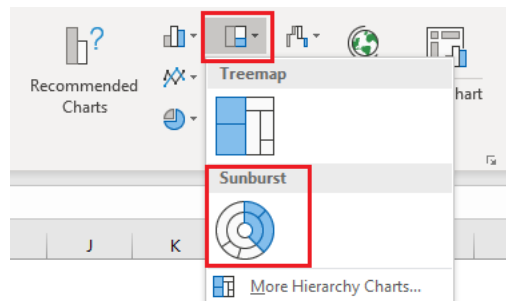 Recommended
Charts
Treemap
hart
Sunburst
J
K
More Hierarchy Charts...
?